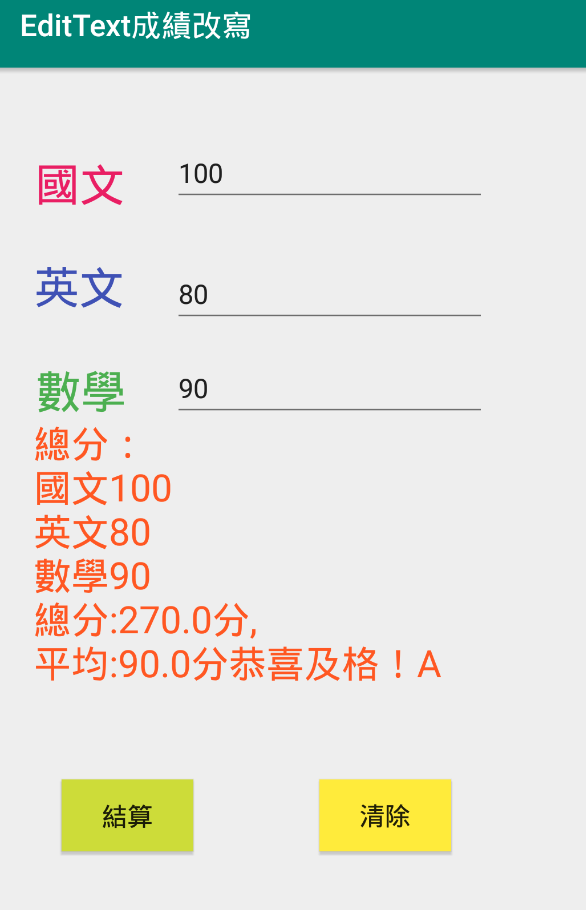 EditText成績改寫
國文 100
英文 80
數學 90
總分：
國文100
英文80
數學90
總分:270.0分,
平均:90.0分恭喜及格！A
結算 清除